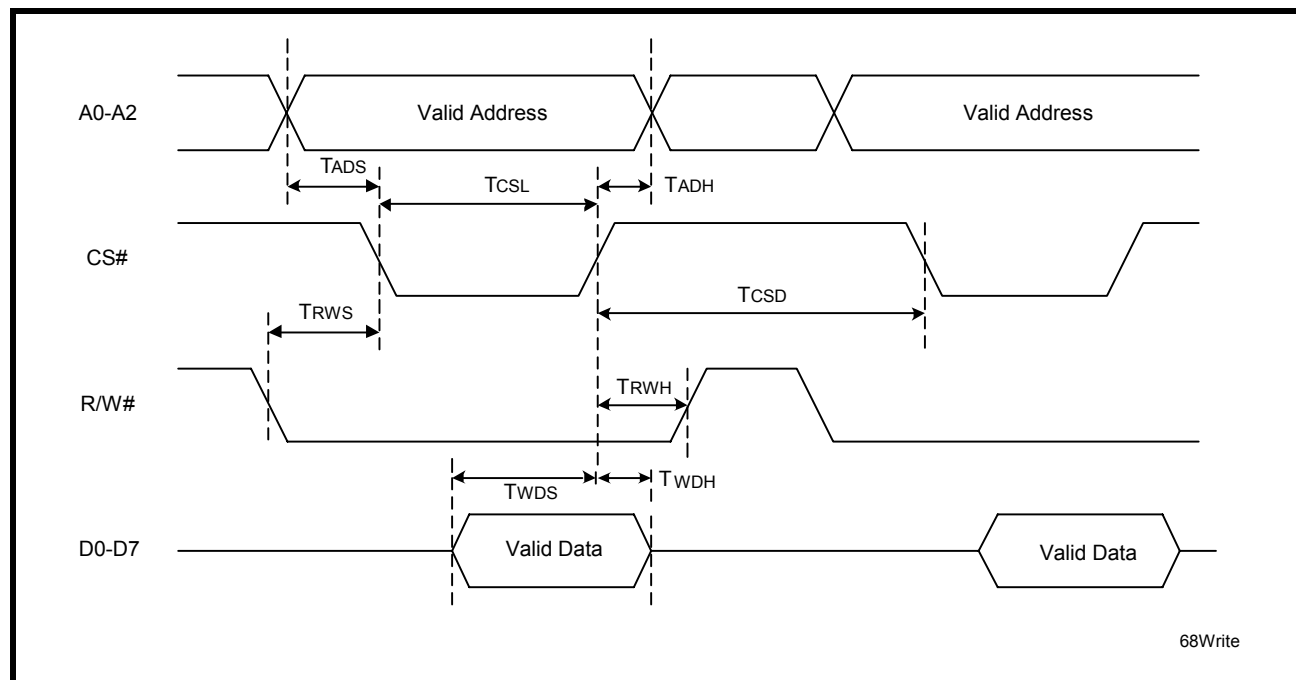 A0-A2
Valid Address
Valid Address
TADS
TCSL
TADH
CS#
TCSD
TRWS
R/W#
TRWH
TWDS
TWDH
D0-D7
Valid Data
Valid Data
68Write